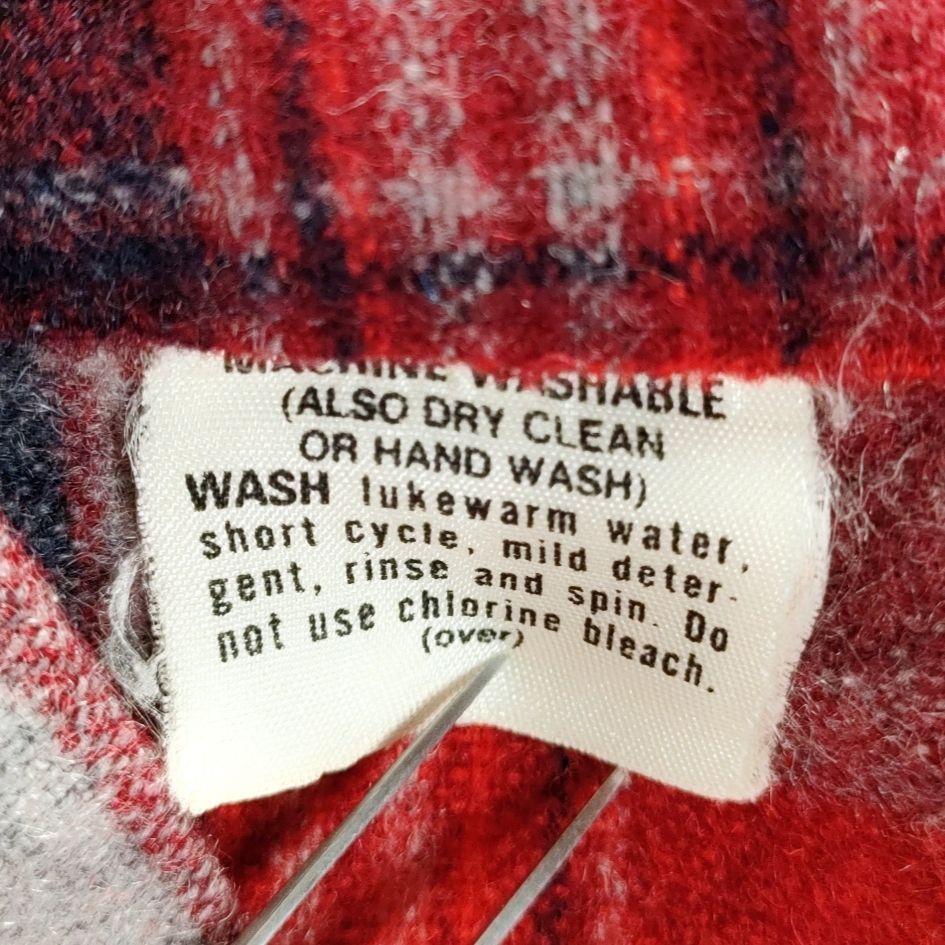 MACHINE WASHABLE
(ALSO DRY CLEAN
OR HAND WASH)
WASH lukewarm water,
short cycle, mild deter-
gent, rinse and spin. Do
not use chlorine bleach.
(over)